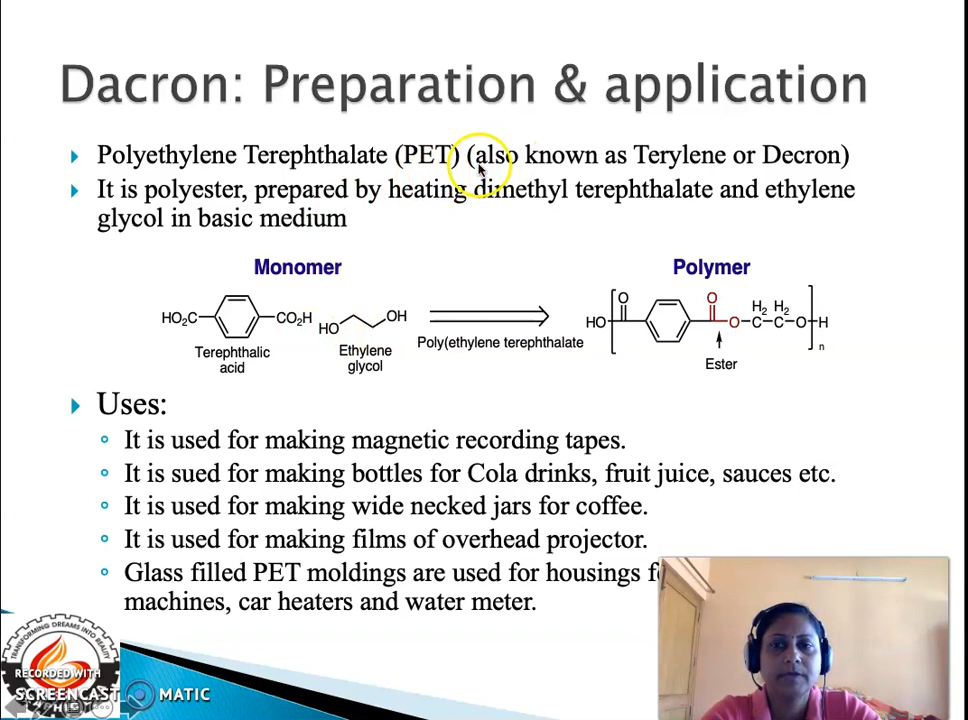 Dacron: Preparation & application
Polyethylene Terephthalate (PET) (also known as Terylene or Decron)
It is polyester, prepared by heating dimethyl terephthalate and ethylene
glycol in basic medium
Monomer
Polymer
HO₂C
CO₂H
HO
OH
Terephthalic
acid
Ethylene
glycol
Poly(ethylene terephthalate
HO
O
O
O
H₂ H₂
C
C
O
H
n
Ester
Uses:
It is used for making magnetic recording tapes.
It is sued for making bottles for Cola drinks, fruit juice, sauces etc.
It is used for making wide necked jars for coffee.
It is used for making films of overhead projector.
Glass filled PET moldings are used for housings
machines, car heaters and water meter.
TRANSFORMING DREAMS INTO REALITY
RECORDED WITH
SCREENCAST MATIC